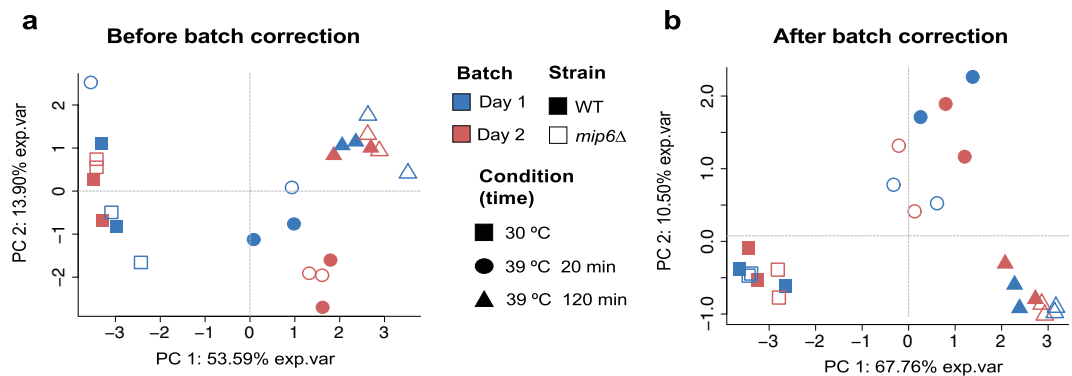 a
Before batch correction
2
1
0
−1
−2
PC 2: 13.90% exp.var
−3
−2
−1
0
1
2
3
PC 1: 53.59% exp.var
Batch
Day 1
Day 2
Strain
WT
mip6Δ
Condition
(time)
30 ºC
39 ºC 20 min
39 ºC 120 min
b
After batch correction
2.0
1.0
0.0
−1.0
PC 2: 10.50% exp.var
−3
−2
−1
0
1
2
3
PC 1: 67.76% exp.var